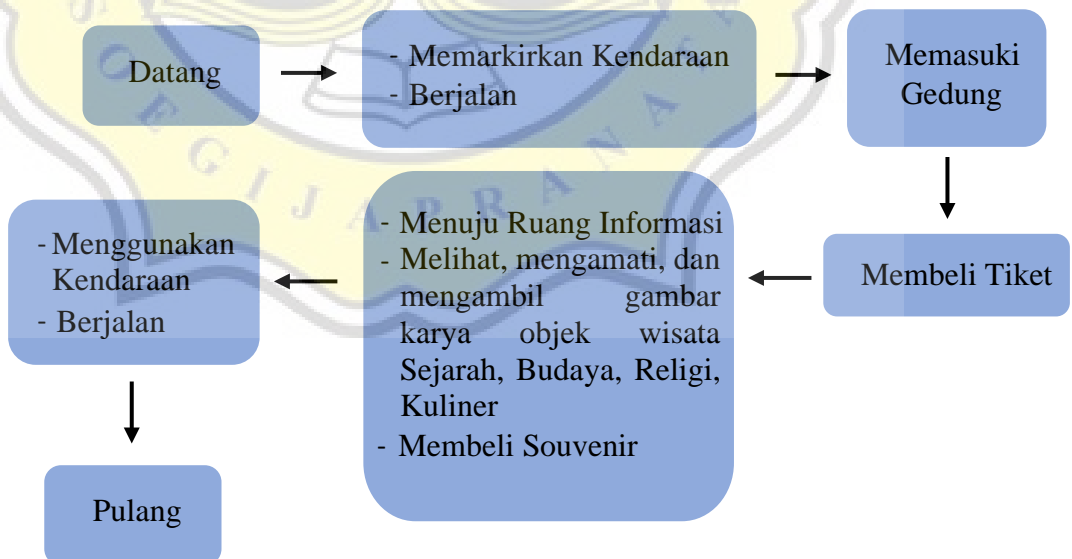 Datang
- Memarkirkan Kendaraan
- Berjalan
Memasuki
Gedung
Membeli Tiket
- Menuju Ruang Informasi
- Melihat, mengamati, dan
mengambil gambar
karya objek wisata
Sejarah, Budaya, Religi,
Kuliner
- Membeli Souvenir
- Menggunakan
Kendaraan
- Berjalan
Pulang
SOEGIJAPRANATA